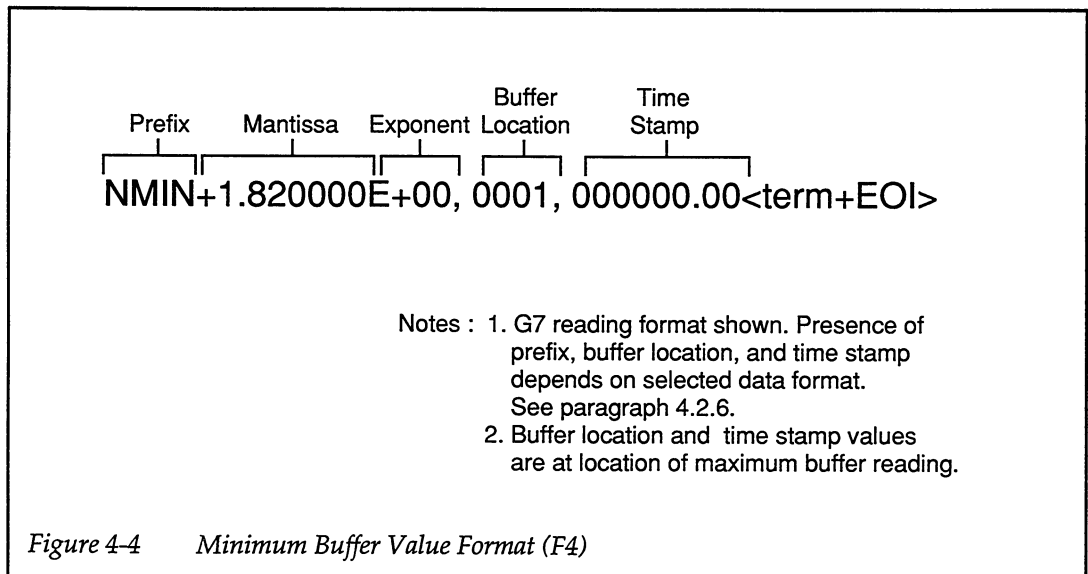 Buffer Time
Prefix Mantissa Exponent Location Stamp
NMIN+1.820000E+00, 0001, 000000.00<term+EOI>
Notes : 1. G7 reading format shown. Presence of
prefix, buffer location, and time stamp
depends on selected data format.
See paragraph 4.2.6.
2. Buffer location and time stamp values
are at location of maximum buffer reading.
Figure 4-4 Minimum Buffer Value Format (F4)